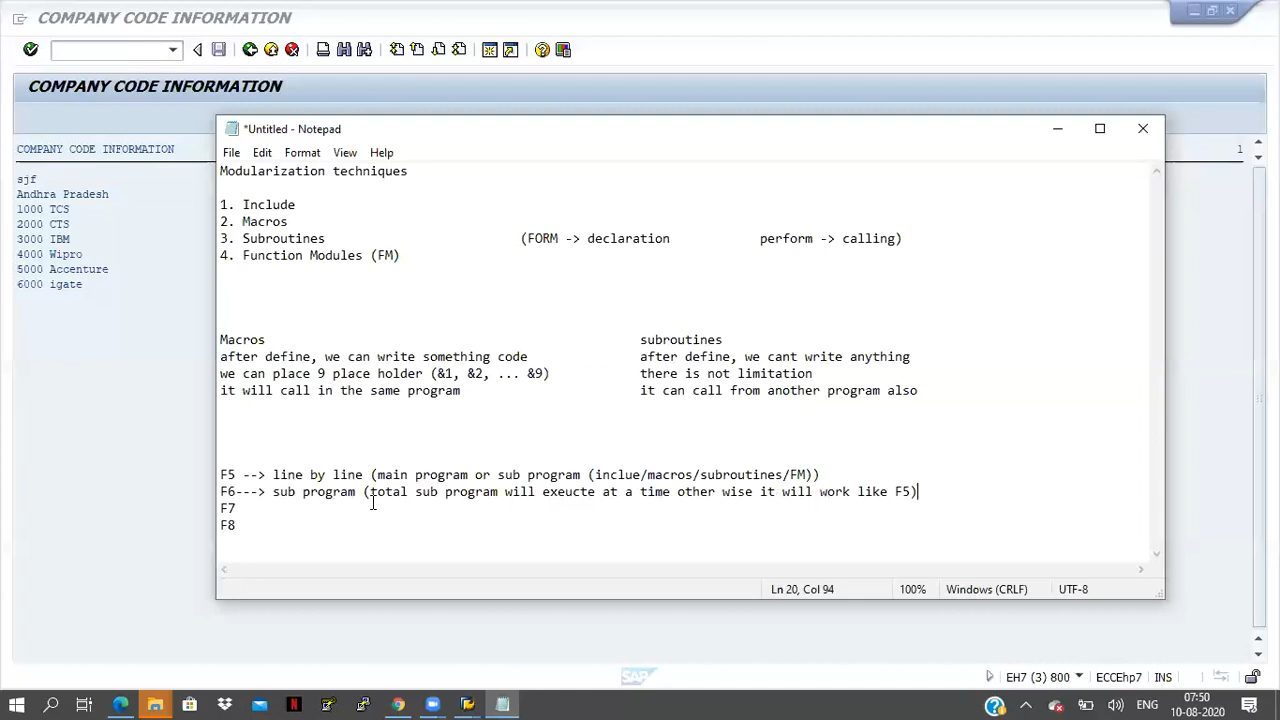 COMPANY CODE INFORMATION
COMPANY CODE INFORMATION
COMPANY CODE INFORMATION 1
sjf
Andhra Pradesh
1000 TCS
2000 CTS
3000 IBM
4000 Wipro
5000 Accenture
6000 igate
*Untitled - Notepad
File Edit Format View Help
Modularization techniques
1. Include
2. Macros
3. Subroutines (FORM -> declaration perform -> calling)
4. Function Modules (FM)
Macros subroutines
after define, we can write something code after define, we cant write anything
we can place 9 place holder (&1, &2, ... &9) there is not limitation
it will call in the same program it can call from another program also
F5 --> line by line (main program or sub program (inclue/macros/subroutines/FM))
F6---> sub program (total sub program will exeucte at a time other wise it will work like F5)
F7
F8
Ln 20, Col 94 100% Windows (CRLF) UTF-8
SAP
EH7 (3) 800 ECCEhp7 INS
ENG
07:50
10-08-2020